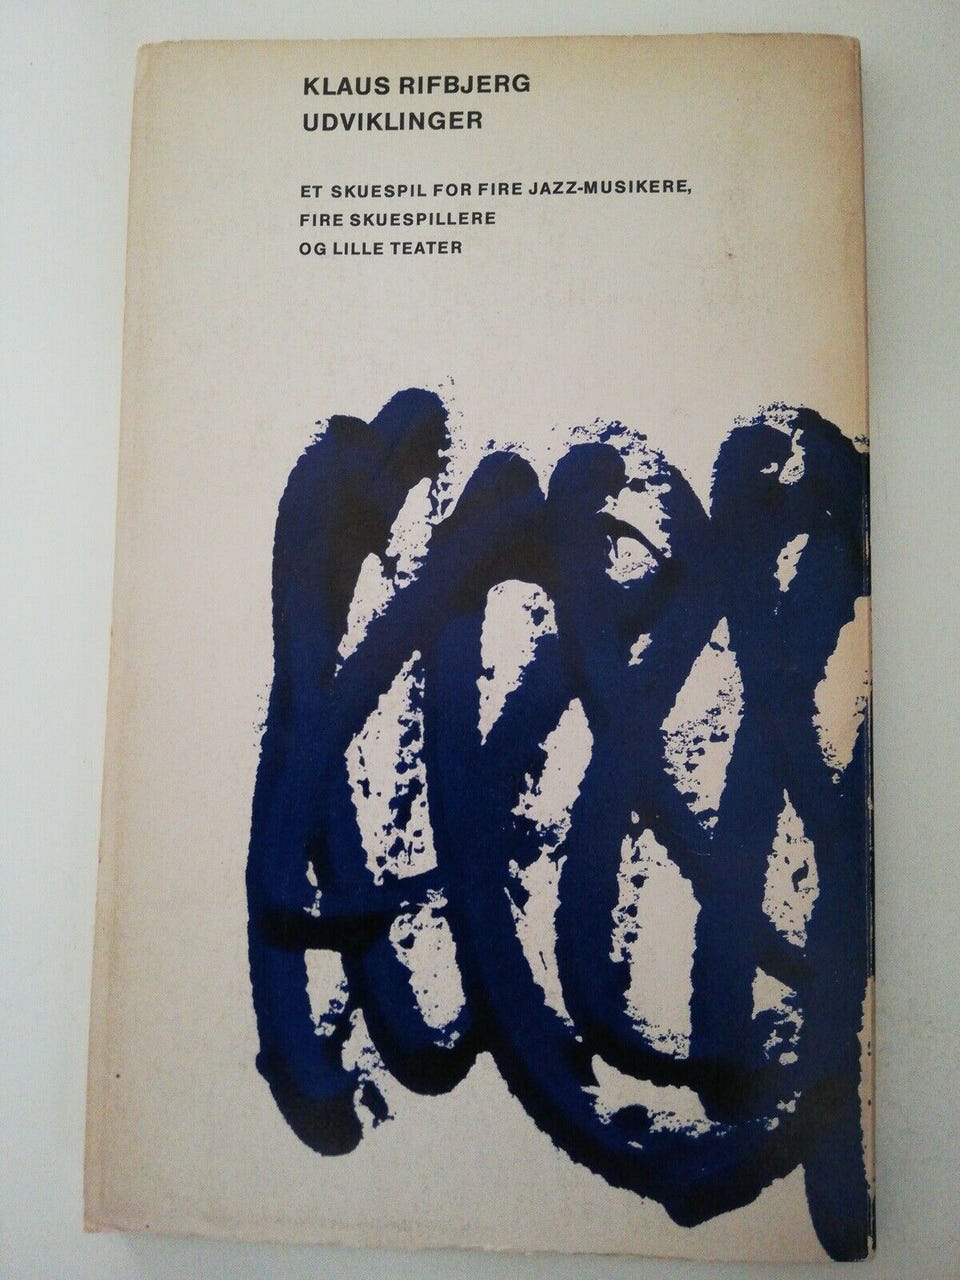 KLAUS RIFBJERG
UDVIKLINGER
ET SKUESPIL FOR FIRE JAZZ-MUSIKERE,
FIRE SKUESPILLERE
OG LILLE TEATER